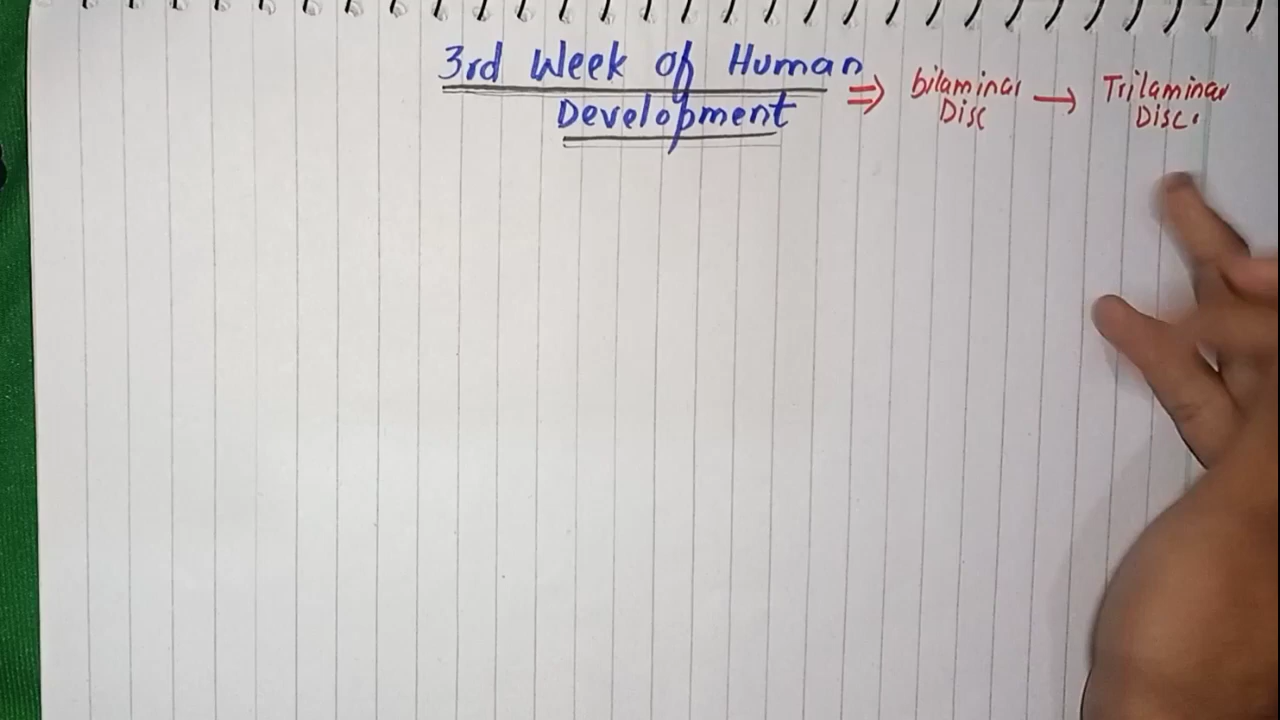 3rd Week of Human
Development
⇒ bilaminar → Trilaminar
Disc Disc.